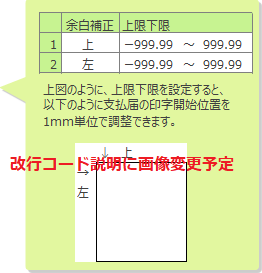 余白補正 上限下限
1 上 −999.99 ～ 999.99
2 左 −999.99 ～ 999.99
上図のように、上限下限を設定すると、
以下のように支払届の印字開始位置を
1mm単位で調整できます。
改行コード説明に画像変更予定
↓ 上
→
左